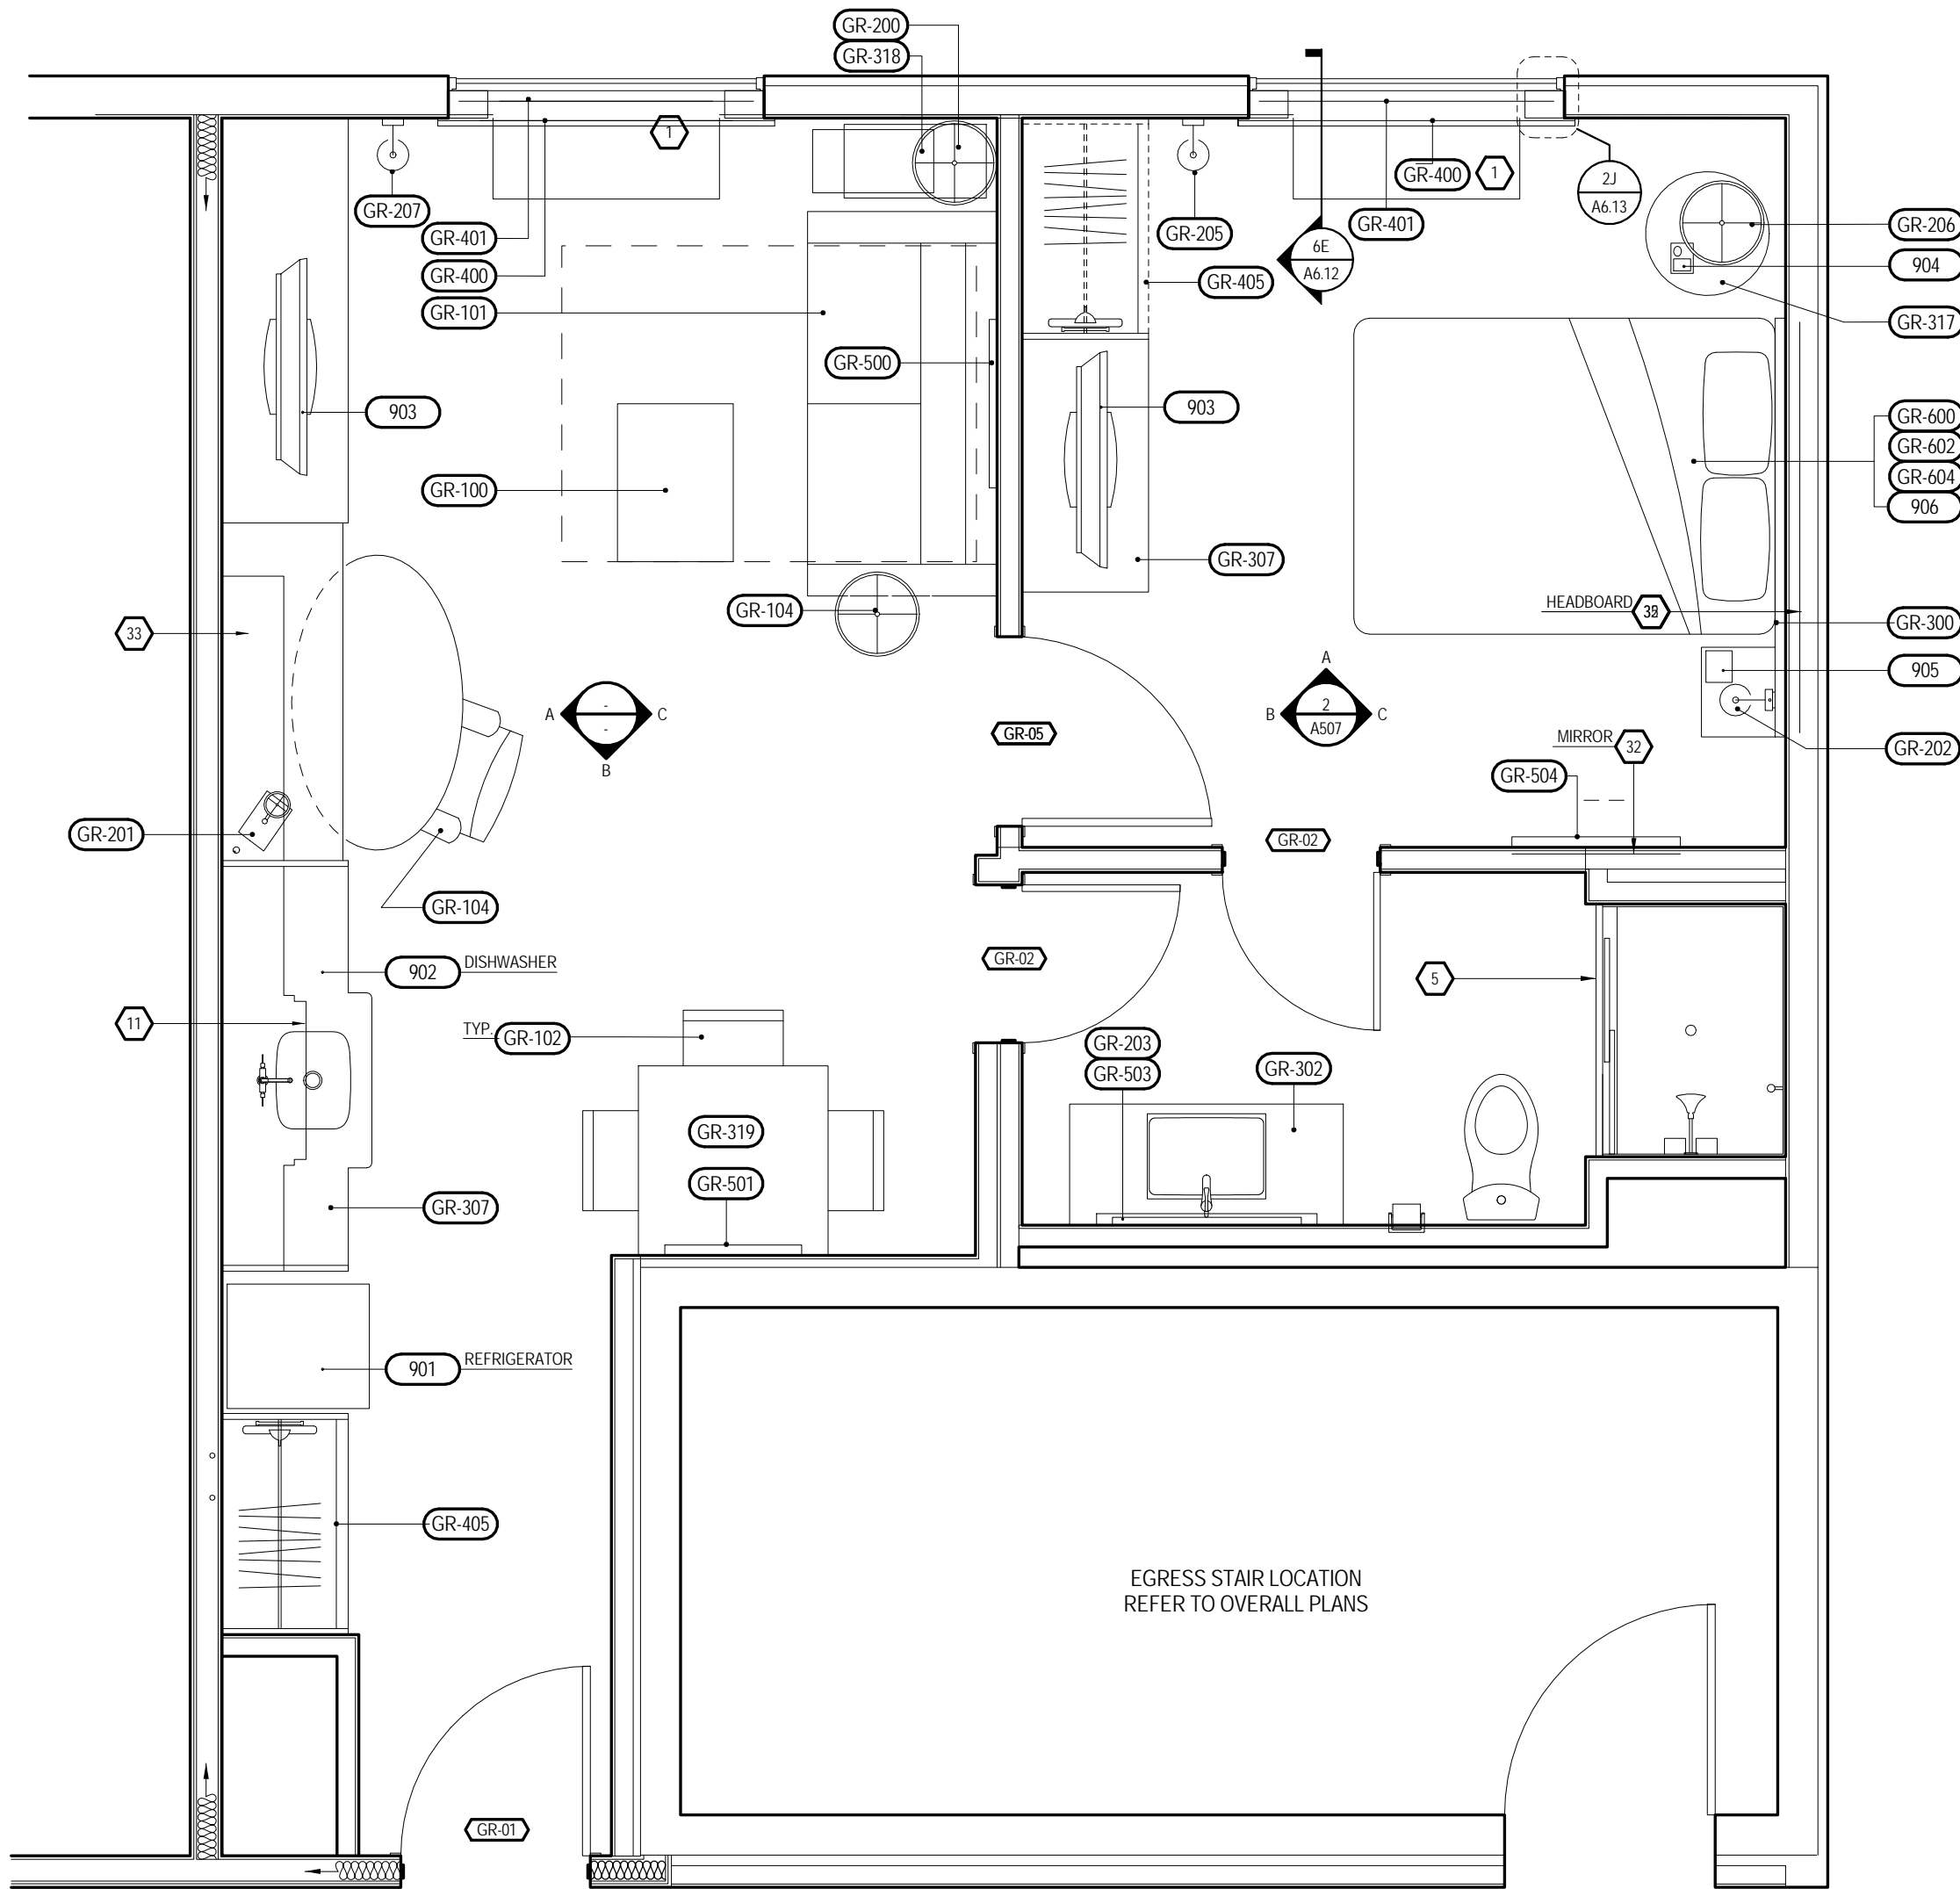 GR-200
GR-318
1
GR-207
GR-401
GR-400
GR-101
GR-500
903
GR-100
GR-104
33
A
-
-
C
B
GR-201
GR-104
902 DISHWASHER
11
TYP. GR-102
GR-319
GR-501
GR-307
901 REFRIGERATOR
GR-405
GR-01
GR-400 1
2J
A6.13
GR-205
GR-401
6E
A6.12
GR-405
GR-206
904
GR-317
903
GR-307
GR-600
GR-602
GR-604
906
HEADBOARD
GR-300
905
GR-202
A
B
2
A507
C
GR-05
MIRROR 32
GR-504
GR-02
GR-02
5
GR-203
GR-503
GR-302
EGRESS STAIR LOCATION
REFER TO OVERALL PLANS